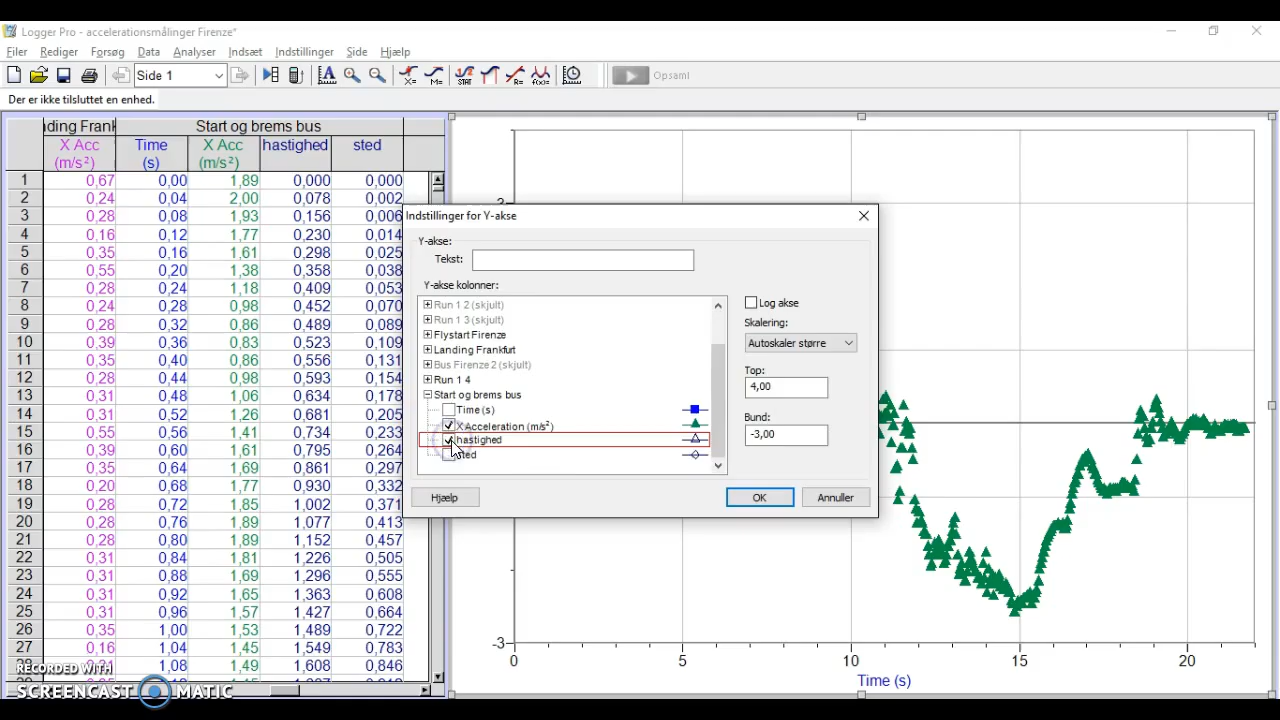 Logger Pro - accelerationsmålinger Firenze*
Filer Rediger Forsøg Data Analyser Indsæt Indstillinger Side Hjælp
Side 1
Opsaml
Der er ikke tilsluttet en enhed.
ding Frank Start og brems bus
X Acc Time X Acc hastighed sted
(m/s²) (s) (m/s²)
1 0,67 0,00 1,89 0,000 0,000
2 0,24 0,04 2,00 0,078 0,002
3 0,28 0,08 1,93 0,156 0,006
4 0,16 0,12 1,77 0,230 0,014
5 0,35 0,16 1,61 0,298 0,025
6 0,55 0,20 1,38 0,358 0,038
7 0,28 0,24 1,18 0,409 0,053
8 0,24 0,28 0,98 0,452 0,070
9 0,28 0,32 0,86 0,489 0,089
10 0,39 0,36 0,83 0,523 0,109
11 0,35 0,40 0,86 0,556 0,131
12 0,28 0,44 0,98 0,593 0,154
13 0,31 0,48 1,06 0,634 0,178
14 0,31 0,52 1,26 0,681 0,205
15 0,55 0,56 1,41 0,734 0,233
16 0,39 0,60 1,50 0,795 0,264
17 0,35 0,64 1,69 0,861 0,297
18 0,20 0,68 1,77 0,930 0,332
19 0,28 0,72 1,85 1,002 0,371
20 0,28 0,76 1,89 1,077 0,413
21 0,28 0,80 1,89 1,152 0,457
22 0,31 0,84 1,81 1,226 0,505
23 0,31 0,88 1,69 1,296 0,555
24 0,31 0,92 1,65 1,363 0,608
25 0,31 0,96 1,57 1,427 0,664
26 0,35 1,00 1,53 1,489 0,722
27 0,16 1,04 1,45 1,549 0,783
28 1,08 1,49 1,608 0,846
Indstillinger for Y-akse
Y-akse:
Tekst:
Y-akse kolonner:
Run 1 2 (skjult)
Run 1 3 (skjult)
Flystart Firenze
Landing Frankfurt
Bus Firenze 2 (skjult)
Run 1 4
Start og brems bus
Time (s)
X Acceleration (m/s²)
hastighed
sted
Log akse
Skalering:
Autoskaler større
Top:
4,00
Bund:
-3,00
Hjælp OK Annuller
-3
0 5 10 15 20
Time (s)
RECORDED WITH
SCREENCAST MATIC